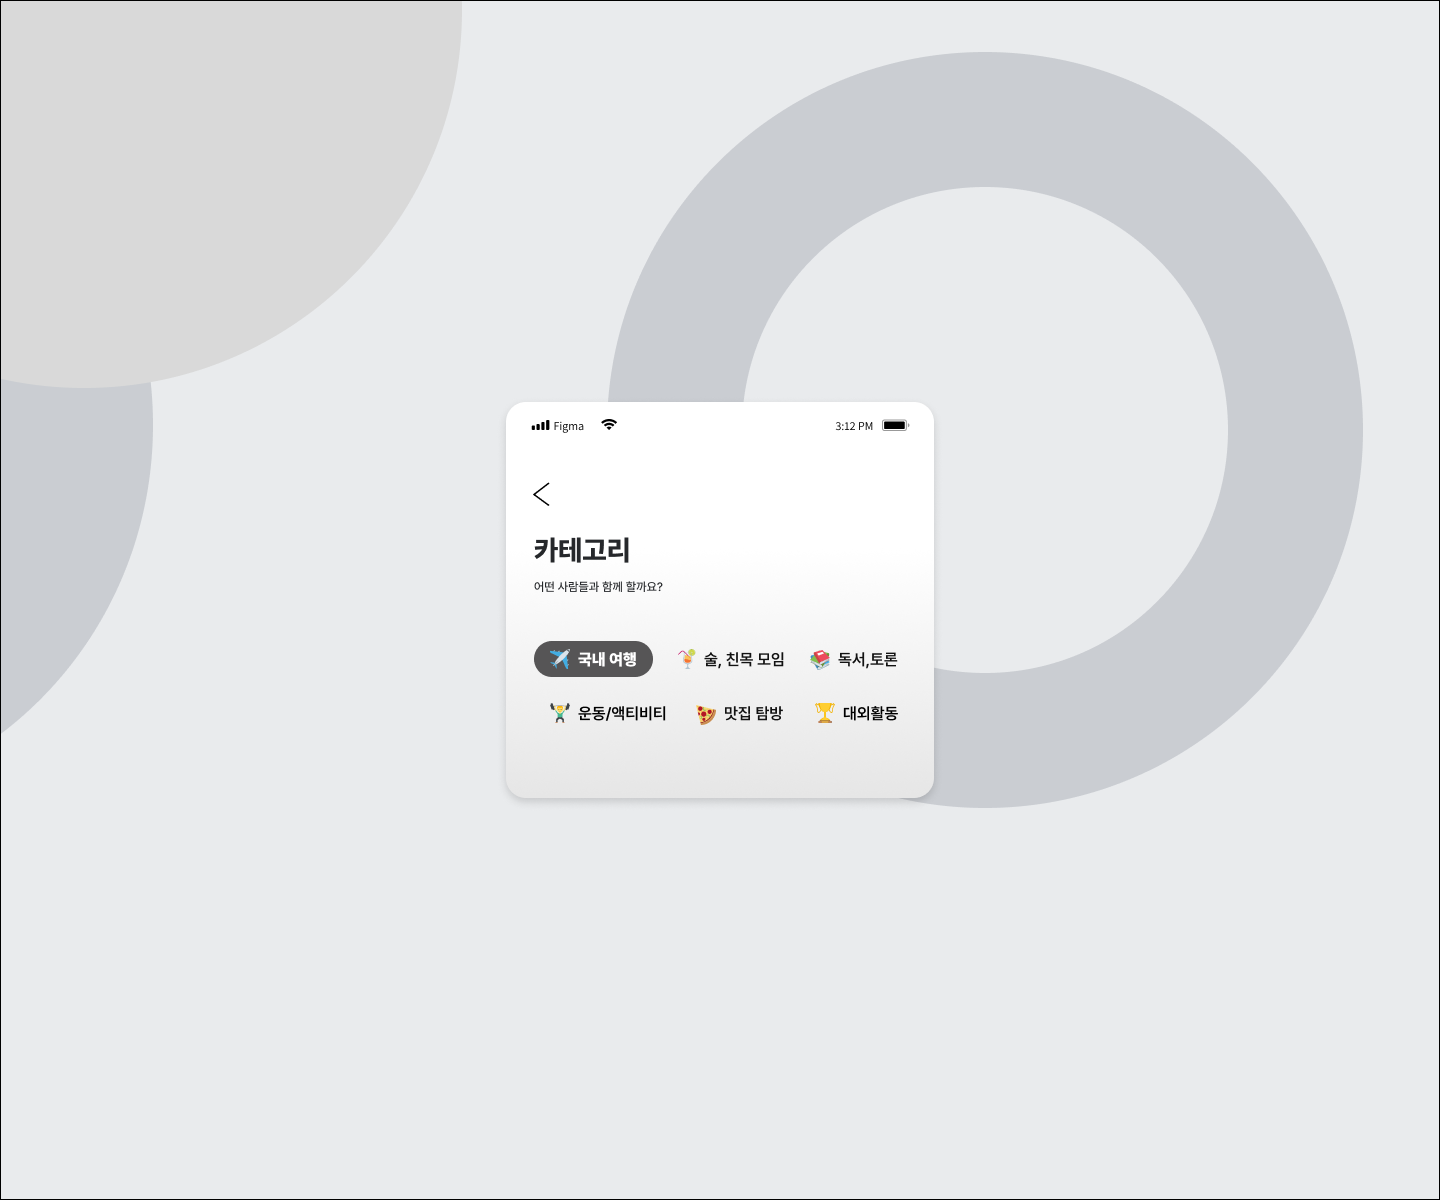 Figma 3:12 PM
카테고리
어떤 사람들과 함께 할까요?
국내 여행 술, 친목 모임 독서,토론
운동/액티비티 맛집 탐방 대외활동